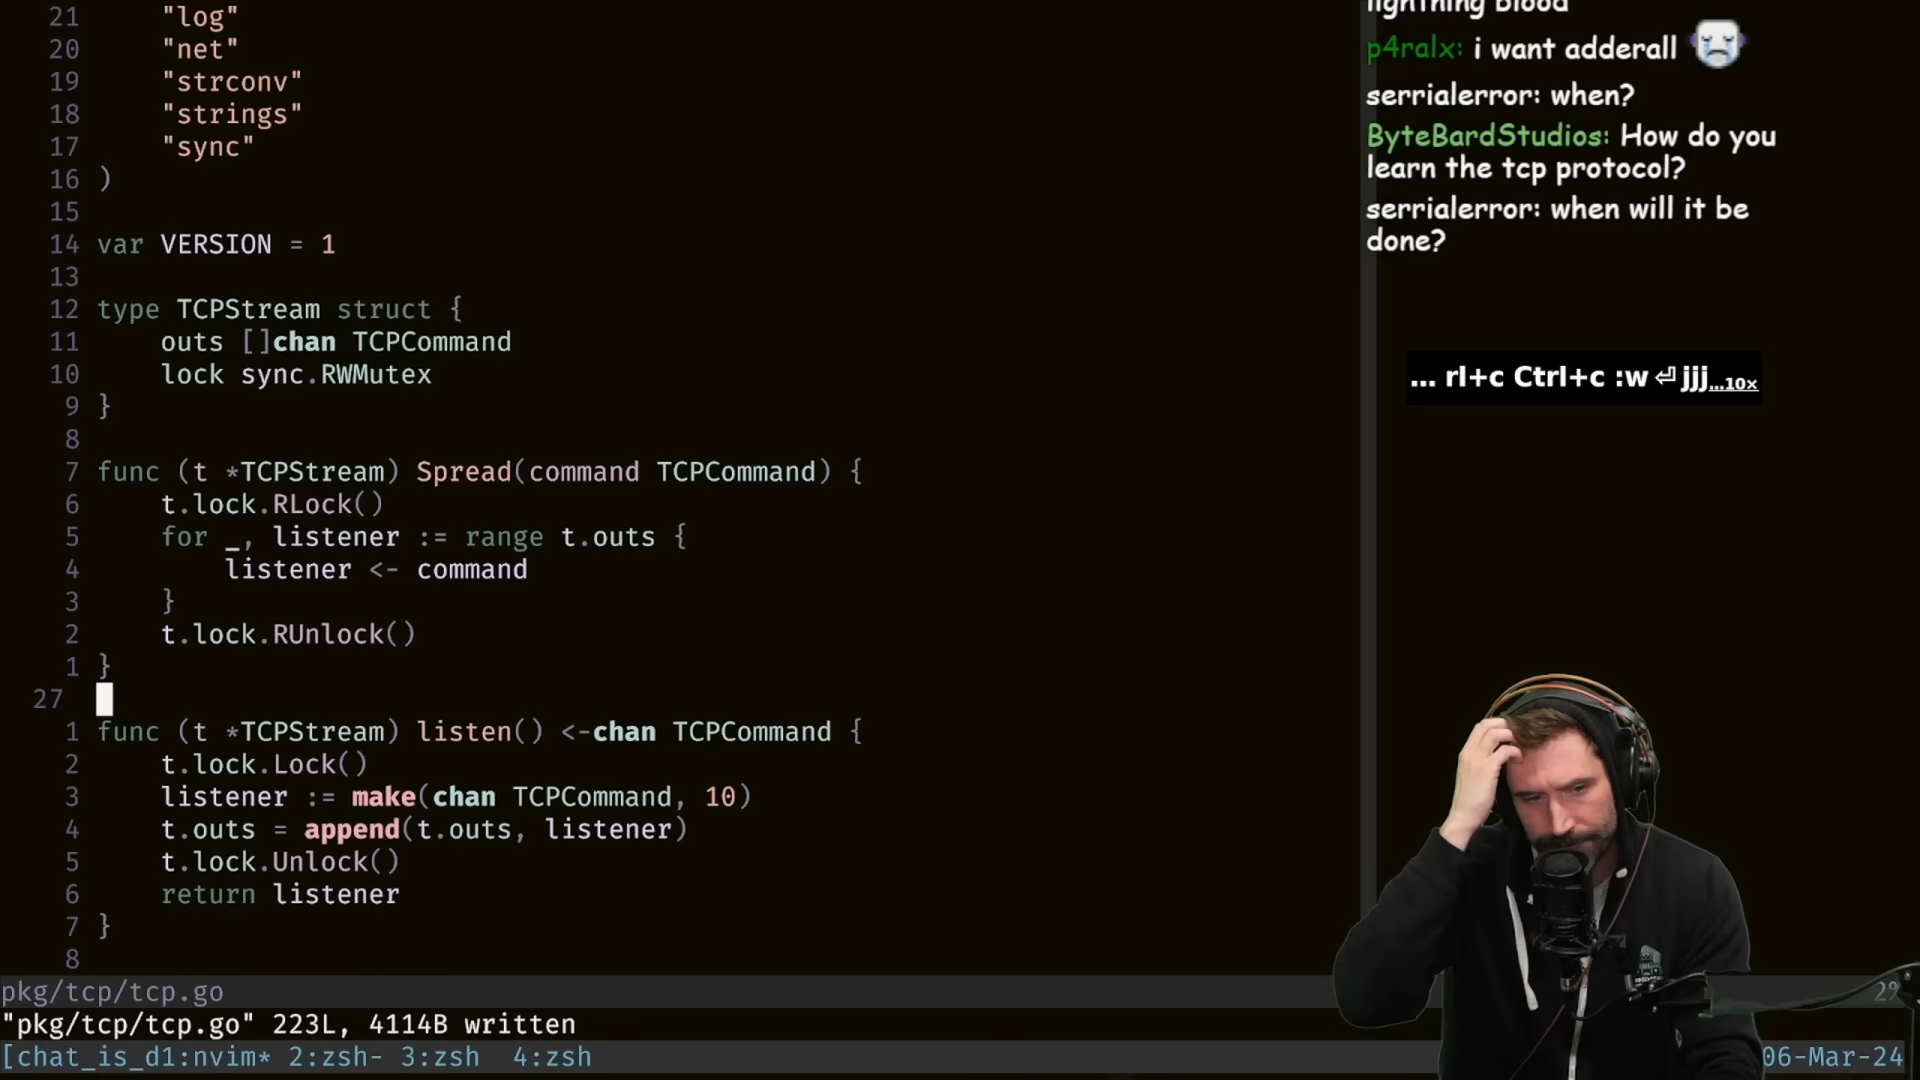 21 "log"
20 "net"
19 "strconv"
18 "strings"
17 "sync"
16 )
15
14 var VERSION = 1
13
12 type TCPStream struct {
11 outs []chan TCPCommand
10 lock sync.RWMutex
9 }
8
7 func (t *TCPStream) Spread(command TCPCommand) {
6 t.lock.RLock()
5 for _, listener := range t.outs {
4 listener <- command
3 }
2 t.lock.RUnlock()
1 }
27
1 func (t *TCPStream) listen() <-chan TCPCommand {
2 t.lock.Lock()
3 listener := make(chan TCPCommand, 10)
4 t.outs = append(t.outs, listener)
5 t.lock.Unlock()
6 return listener
7 }
8
pkg/tcp/tcp.go
"pkg/tcp/tcp.go" 223L, 4114B written
[chat_is_d1:nvim* 2:zsh- 3:zsh 4:zsh
06-Mar-24
lightning blood
p4ralx: i want adderall
serrialerror: when?
ByteBardStudios: How do you
learn the tcp protocol?
serrialerror: when will it be
done?
... rl+c Ctrl+c :w ⏎ jjj...10×